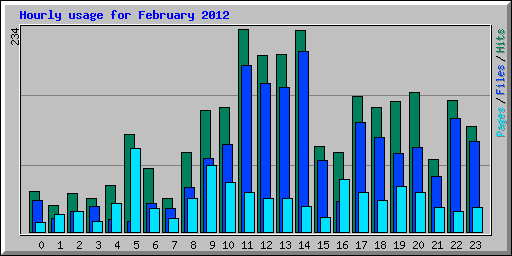 Hourly usage for February 2012
234
Pages / Files / Hits
0 1 2 3 4 5 6 7 8 9 10 11 12 13 14 15 16 17 18 19 20 21 22 23